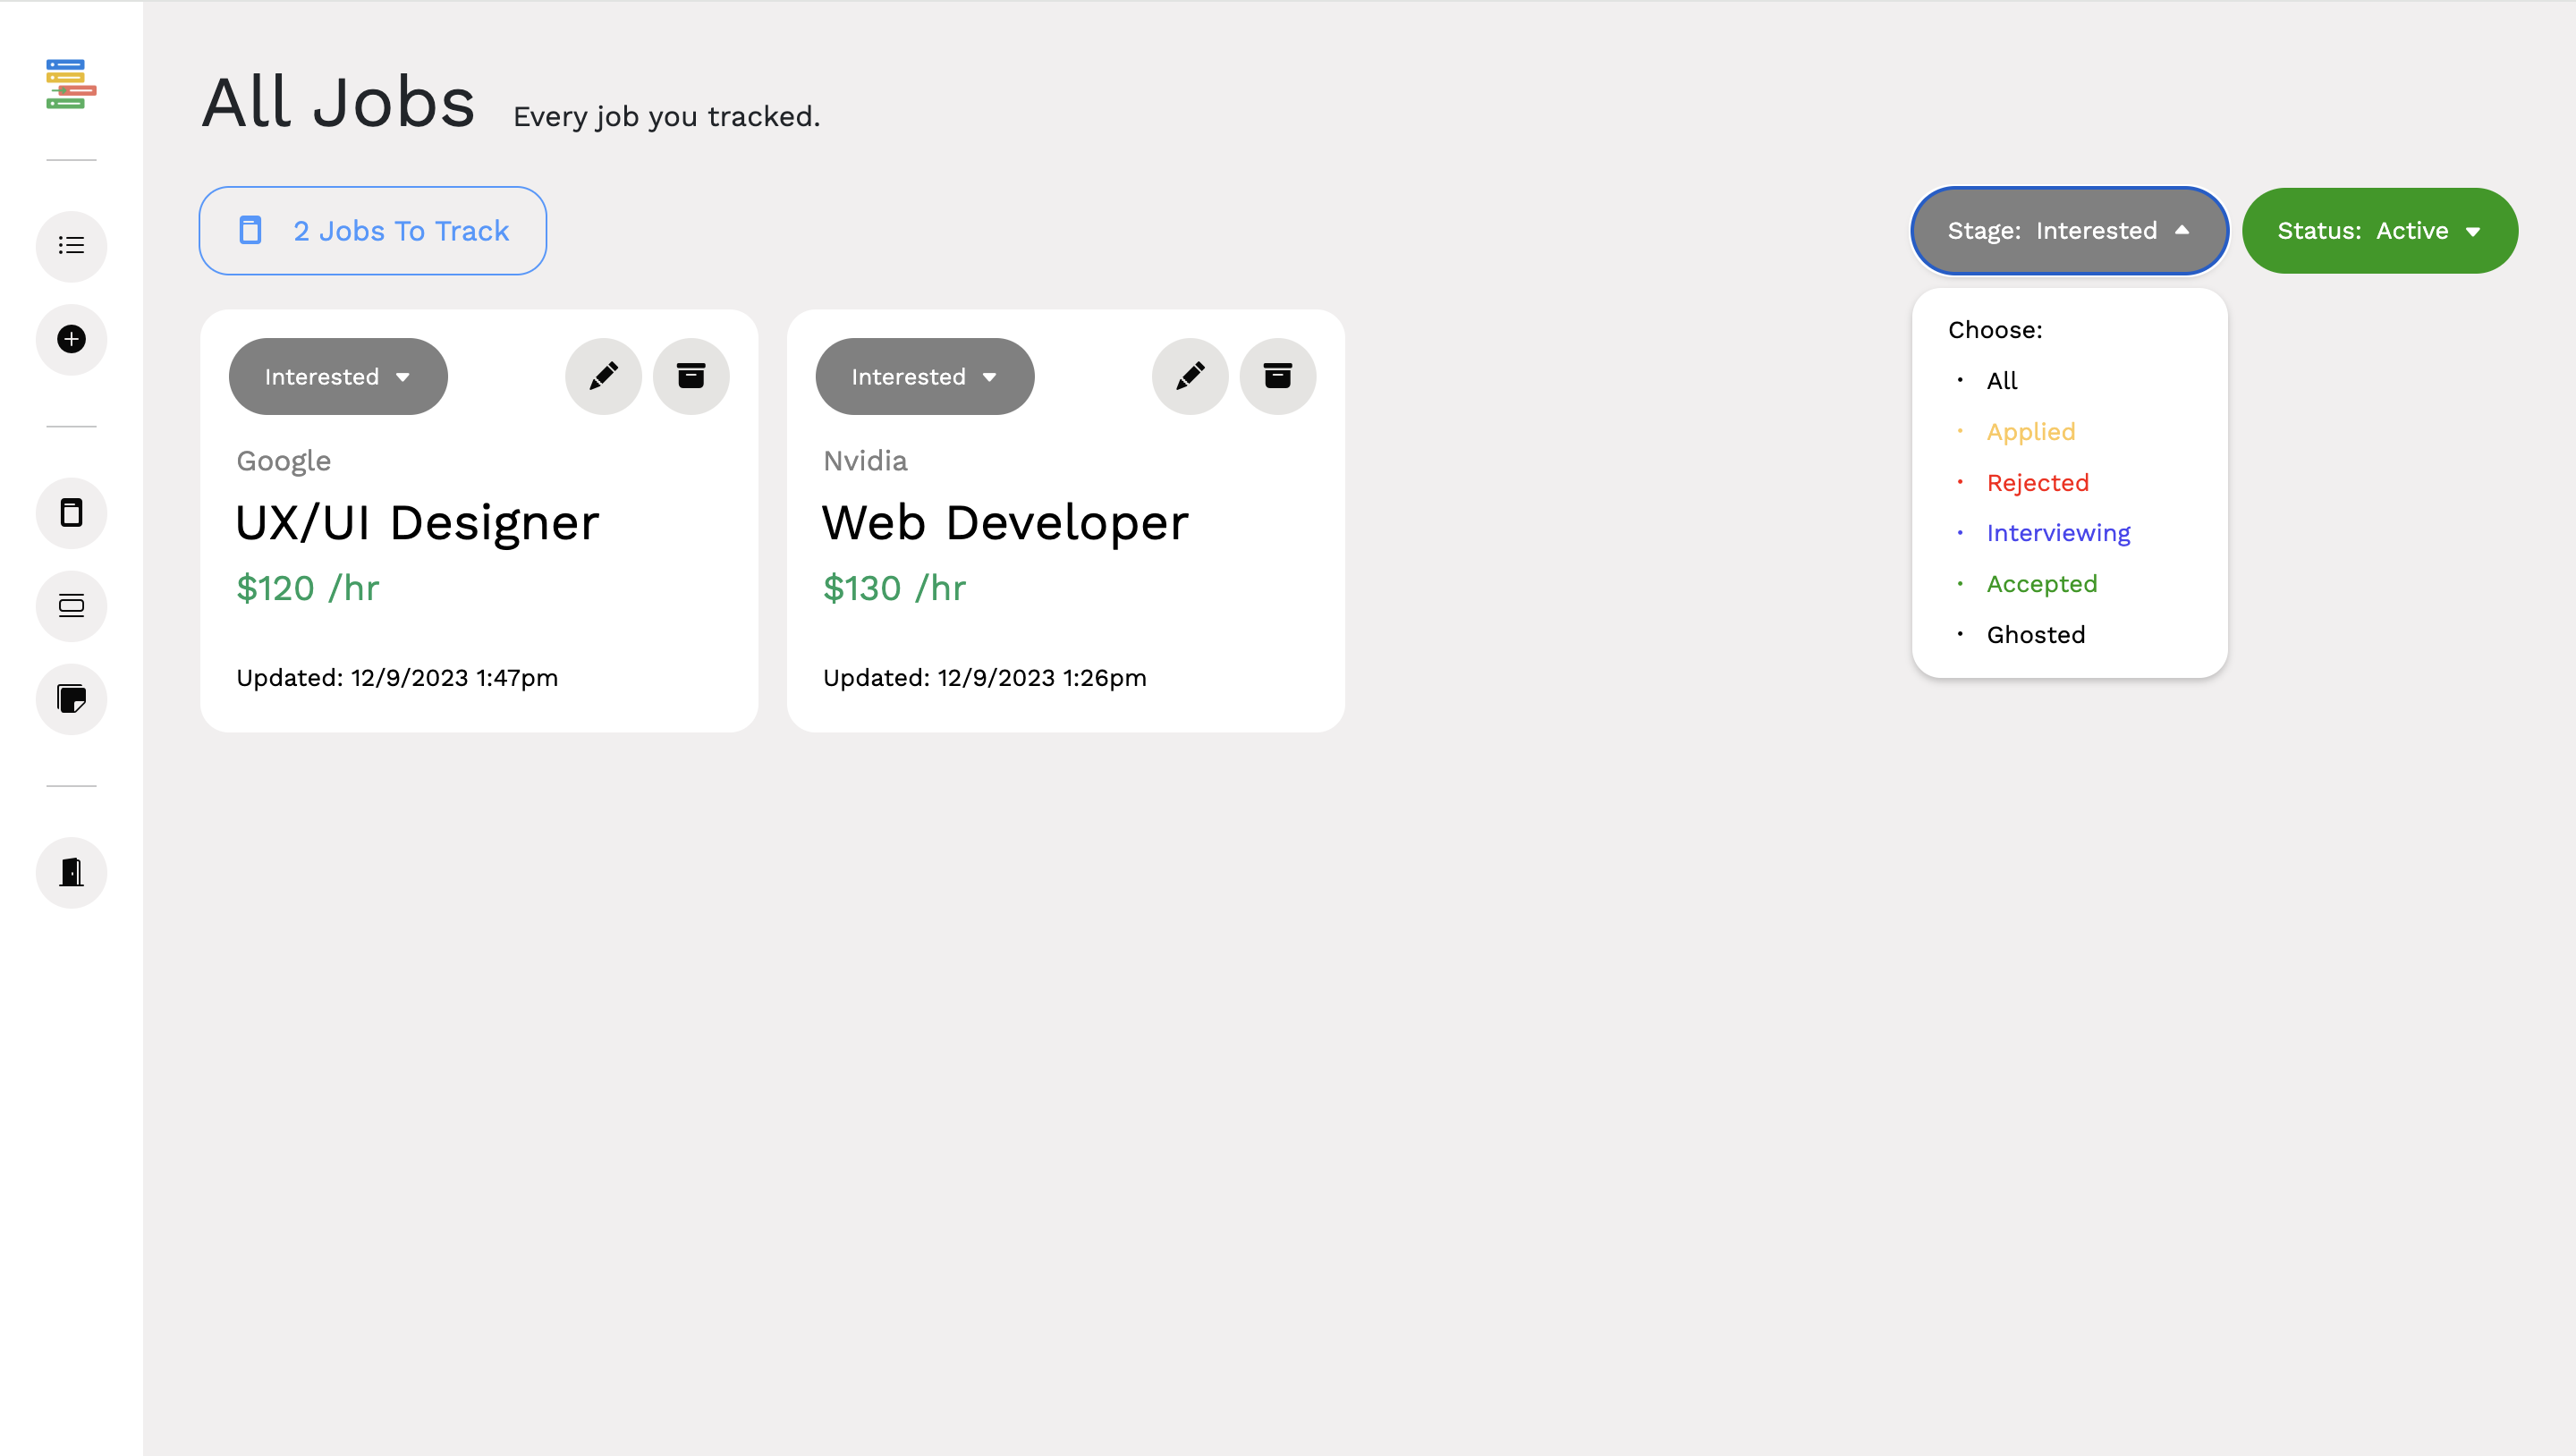 All Jobs Every job you tracked.
2 Jobs To Track
Stage: Interested
Status: Active
Choose:
All
Applied
Rejected
Interviewing
Accepted
Ghosted
Interested
Google
UX/UI Designer
$120 /hr
Updated: 12/9/2023 1:47pm
Interested
Nvidia
Web Developer
$130 /hr
Updated: 12/9/2023 1:26pm